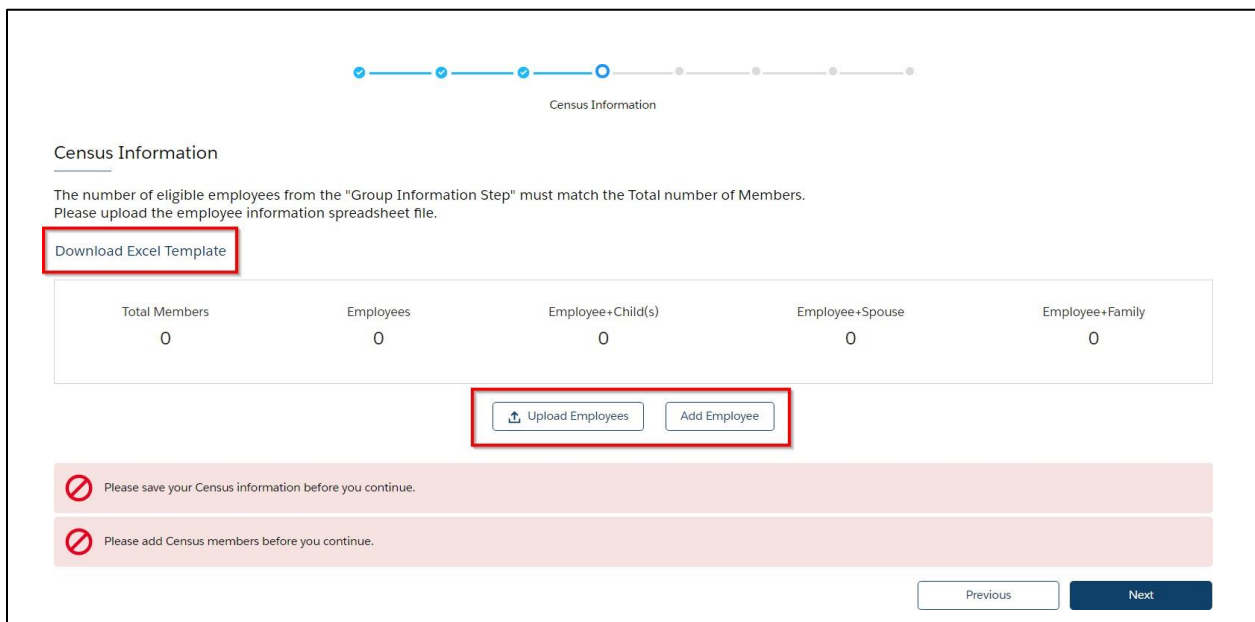 Census Information
Census Information
The number of eligible employees from the "Group Information Step" must match the Total number of Members.
Please upload the employee information spreadsheet file.
Download Excel Template
Total Members Employees Employee+Child(s) Employee+Spouse Employee+Family
0 0 0 0 0
Upload Employees Add Employee
Please save your Census information before you continue.
Please add Census members before you continue.
Previous Next